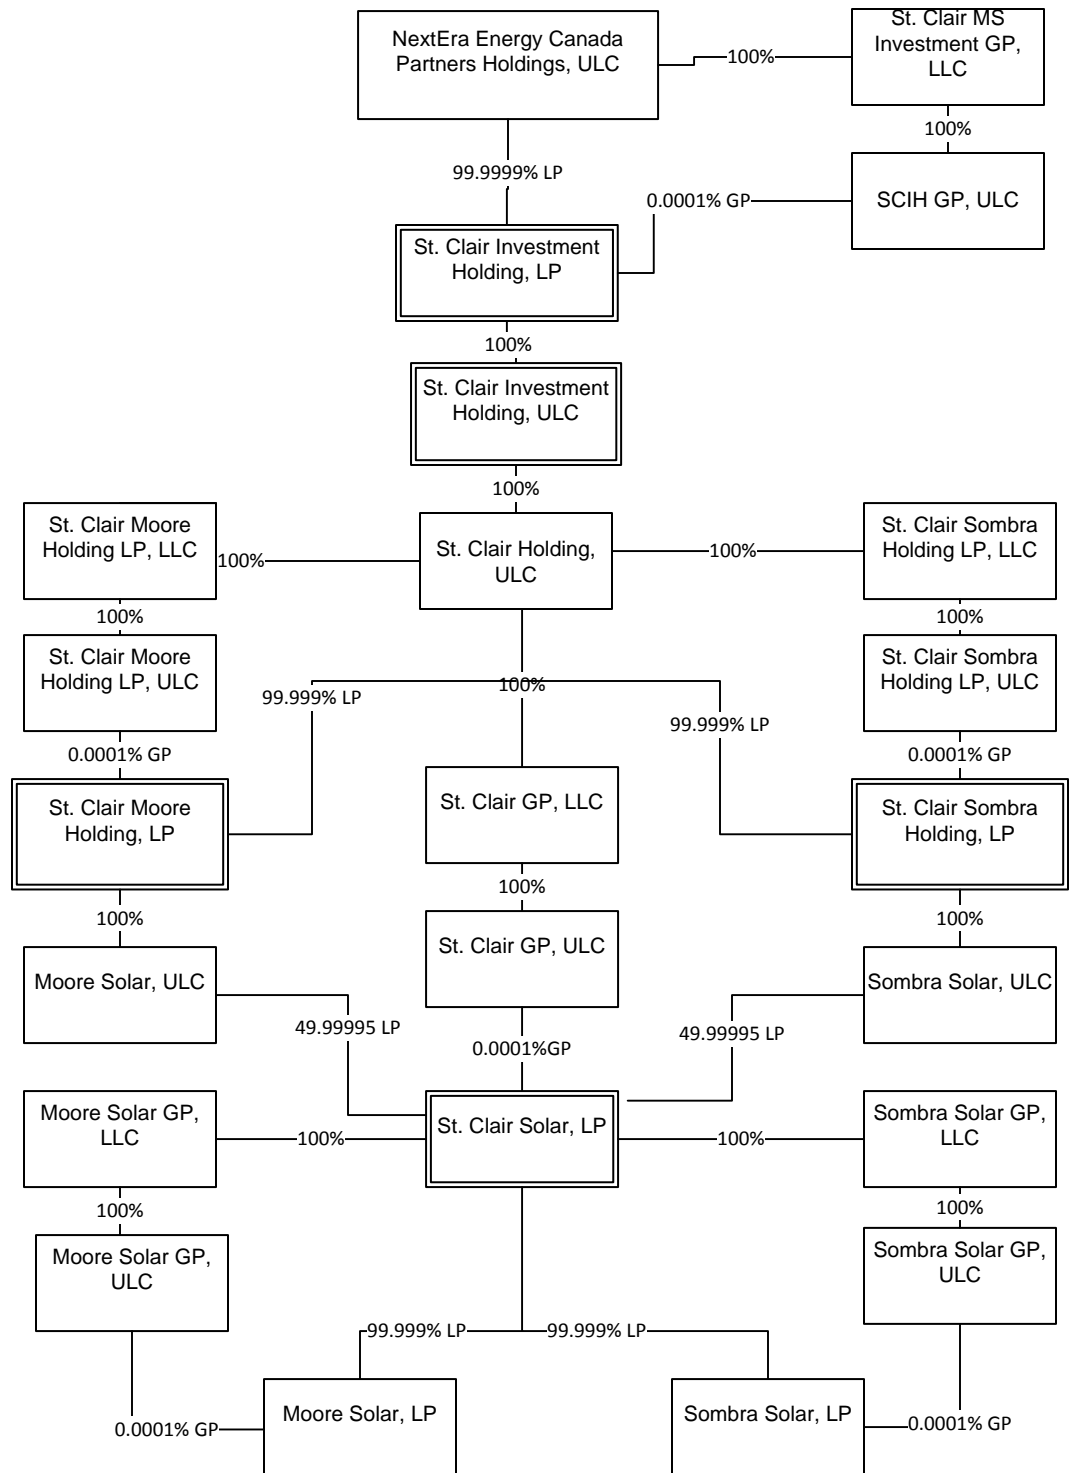 NextEra Energy Canada
Partners Holdings, ULC
St. Clair MS
Investment GP,
LLC
100%
100%
99.9999% LP
0.0001% GP
SCIH GP, ULC
St. Clair Investment
Holding, LP
100%
St. Clair Investment
Holding, ULC
100%
St. Clair Moore
Holding LP, LLC
100%
St. Clair Holding,
ULC
100%
St. Clair Sombra
Holding LP, LLC
100%
100%
St. Clair Moore
Holding LP, ULC
St. Clair Sombra
Holding LP, ULC
99.999% LP
100%
99.999% LP
0.0001% GP
0.0001% GP
St. Clair Moore
Holding, LP
St. Clair GP, LLC
St. Clair Sombra
Holding, LP
100%
100%
100%
Moore Solar, ULC
St. Clair GP, ULC
Sombra Solar, ULC
49.99995 LP
0.0001%GP
49.99995 LP
Moore Solar GP,
LLC
100%
St. Clair Solar, LP
100%
Sombra Solar GP,
LLC
100%
100%
Moore Solar GP,
ULC
Sombra Solar GP,
ULC
99.999% LP
99.999% LP
0.0001% GP
Moore Solar, LP
Sombra Solar, LP
0.0001% GP